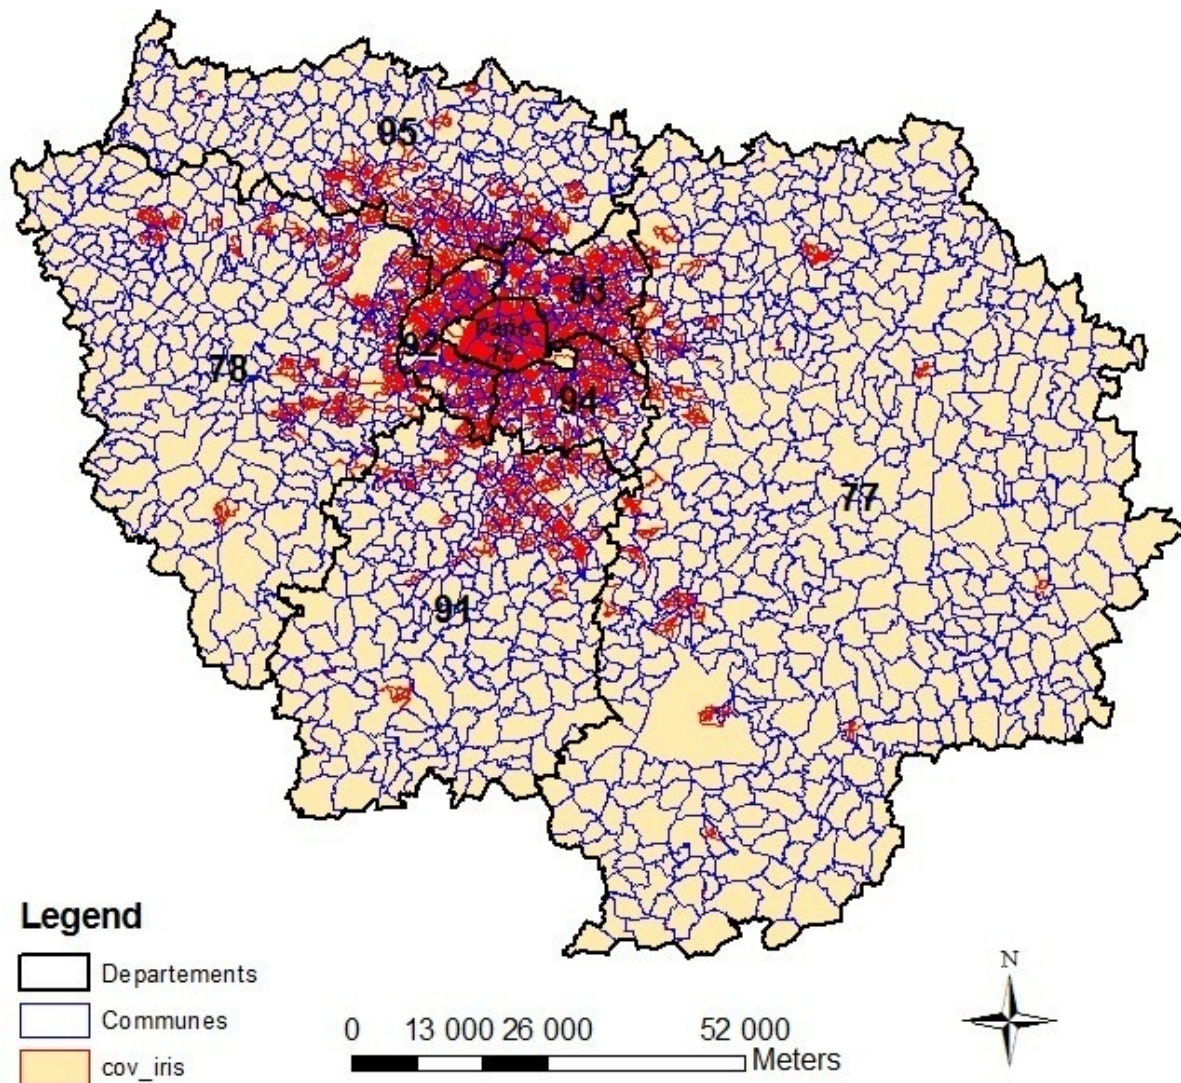 95
93
paris
75
92
78
94
77
91
Legend
Departements
Communes
cov_iris
0 13 000 26 000 52 000
Meters
N